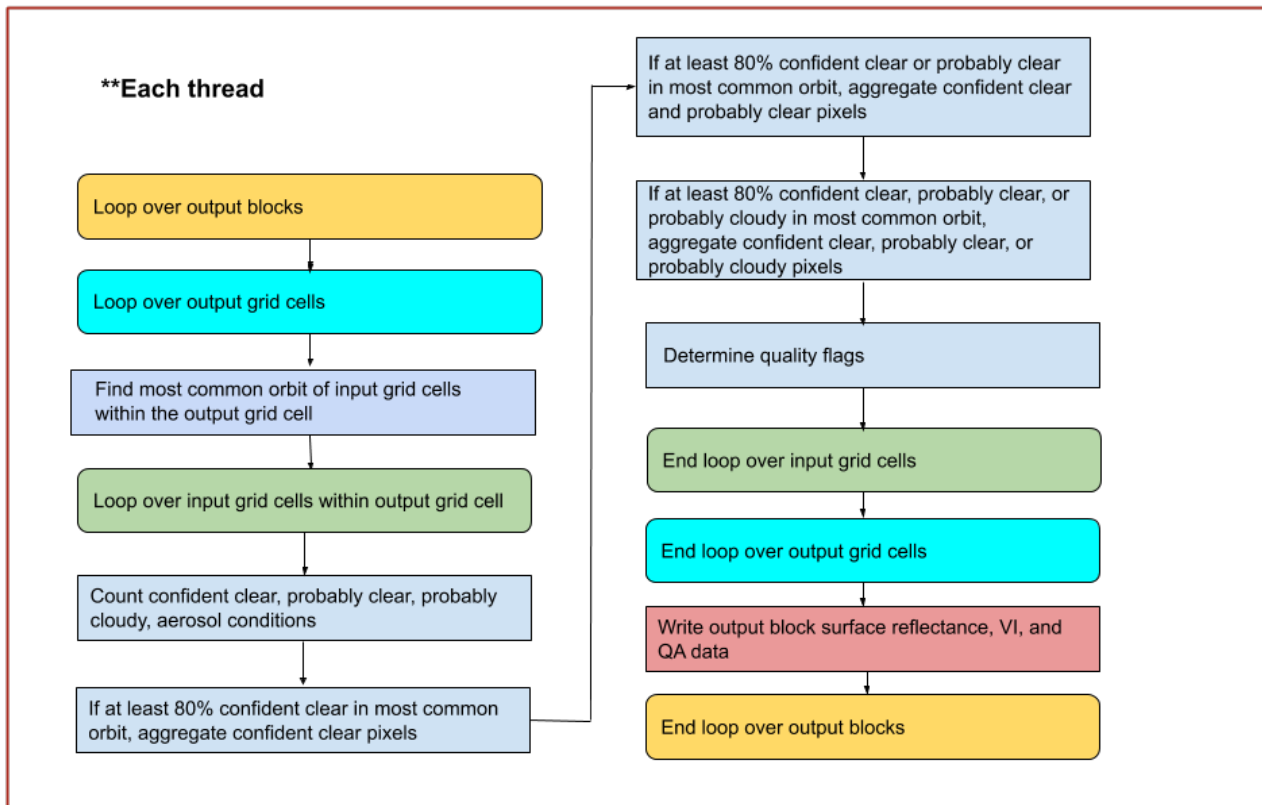 **Each thread
Loop over output blocks
Loop over output grid cells
Find most common orbit of input grid cells
within the output grid cell
Loop over input grid cells within output grid cell
Count confident clear, probably clear, probably
cloudy, aerosol conditions
If at least 80% confident clear in most common
orbit, aggregate confident clear pixels
If at least 80% confident clear or probably clear
in most common orbit, aggregate confident clear
and probably clear pixels
If at least 80% confident clear, probably clear, or
probably cloudy in most common orbit,
aggregate confident clear, probably clear, or
probably cloudy pixels
Determine quality flags
End loop over input grid cells
End loop over output grid cells
Write output block surface reflectance, VI, and
QA data
End loop over output blocks